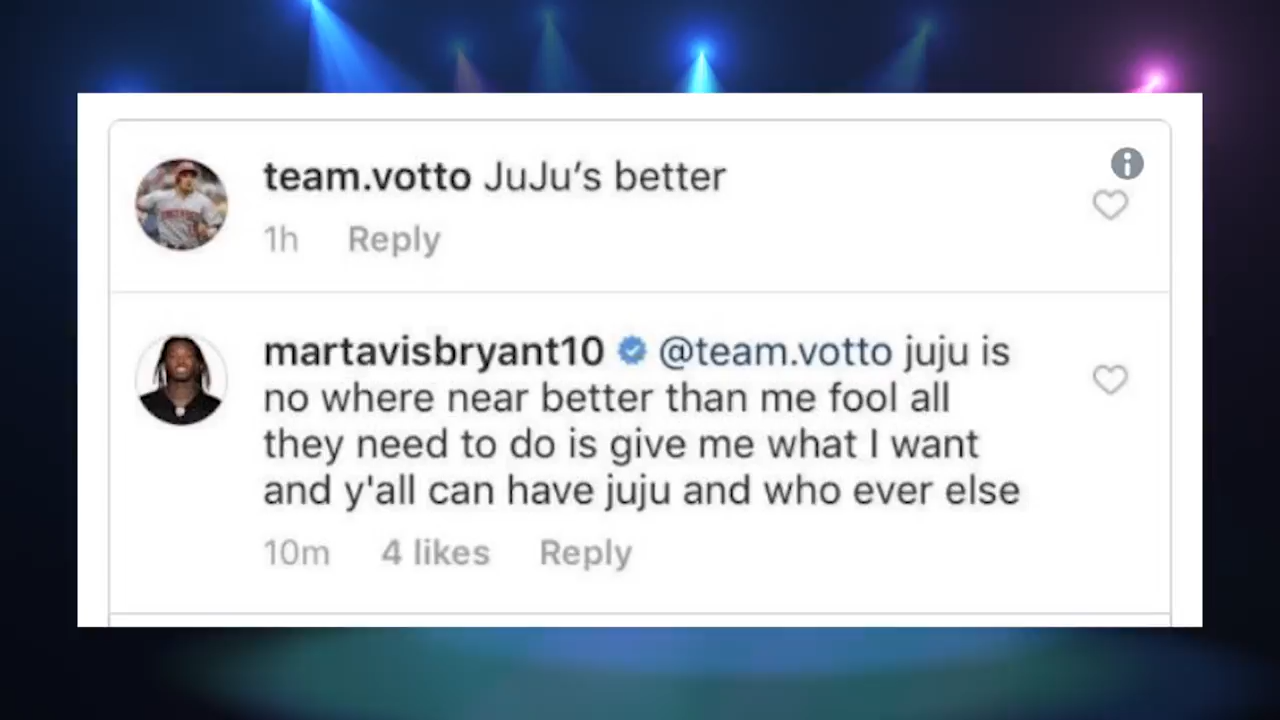 team.votto JuJu’s better
1h Reply
martavisbryant10 @team.votto juju is
no where near better than me fool all
they need to do is give me what I want
and y'all can have juju and who ever else
10m 4 likes Reply